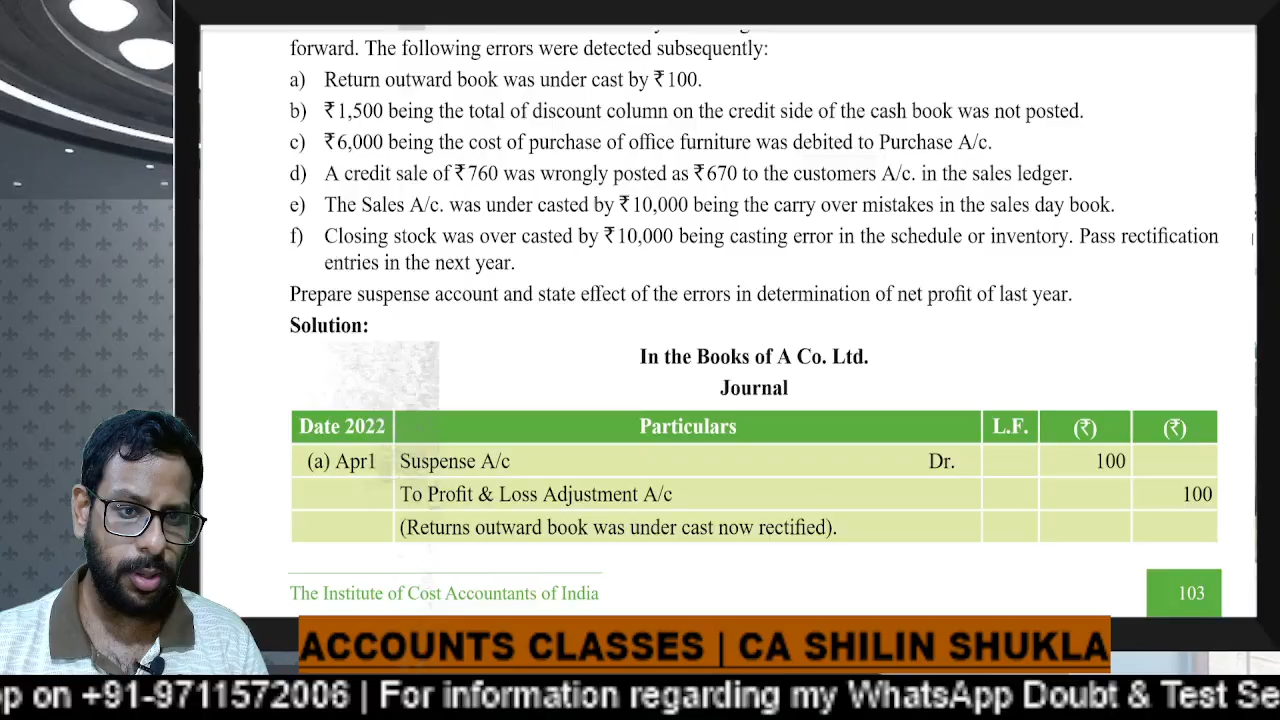 forward. The following errors were detected subsequently:
a) Return outward book was under cast by ₹100.
b) ₹1,500 being the total of discount column on the credit side of the cash book was not posted.
c) ₹6,000 being the cost of purchase of office furniture was debited to Purchase A/c.
d) A credit sale of ₹760 was wrongly posted as ₹670 to the customers A/c. in the sales ledger.
e) The Sales A/c. was under casted by ₹10,000 being the carry over mistakes in the sales day book.
f) Closing stock was over casted by ₹10,000 being casting error in the schedule or inventory. Pass rectification
entries in the next year.
Prepare suspense account and state effect of the errors in determination of net profit of last year.
Solution:
In the Books of A Co. Ltd.
Journal
Date 2022 Particulars L.F. (₹) (₹)
(a) Apr1 Suspense A/c Dr. 100
To Profit & Loss Adjustment A/c 100
(Returns outward book was under cast now rectified).
The Institute of Cost Accountants of India 103
ACCOUNTS CLASSES | CA SHILIN SHUKLA
p on +91-9711572006 | For information regarding my WhatsApp Doubt & Test Se